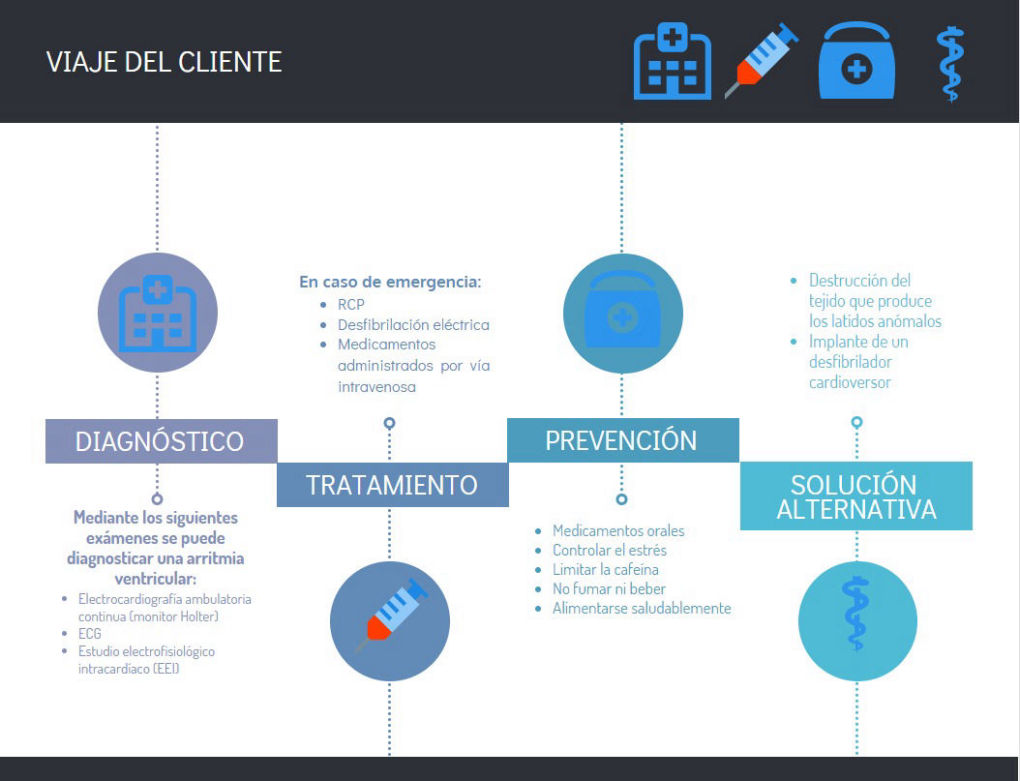 VIAJE DEL CLIENTE
DIAGNÓSTICO
Mediante los siguientes
exámenes se puede
diagnosticar una arritmia
ventricular:
• Electrocardiografía ambulatoria
continua (monitor Holter)
• ECG
• Estudio electrofisiológico
intracardíaco (EEI)
En caso de emergencia:
• RCP
• Desfibrilación eléctrica
• Medicamentos
administrados por vía
intravenosa
TRATAMIENTO
PREVENCIÓN
• Medicamentos orales
• Controlar el estrés
• Limitar la cafeína
• No fumar ni beber
• Alimentarse saludablemente
• Destrucción del
tejido que produce
los latidos anómalos
• Implante de un
desfibrilador
cardioversor
SOLUCIÓN
ALTERNATIVA